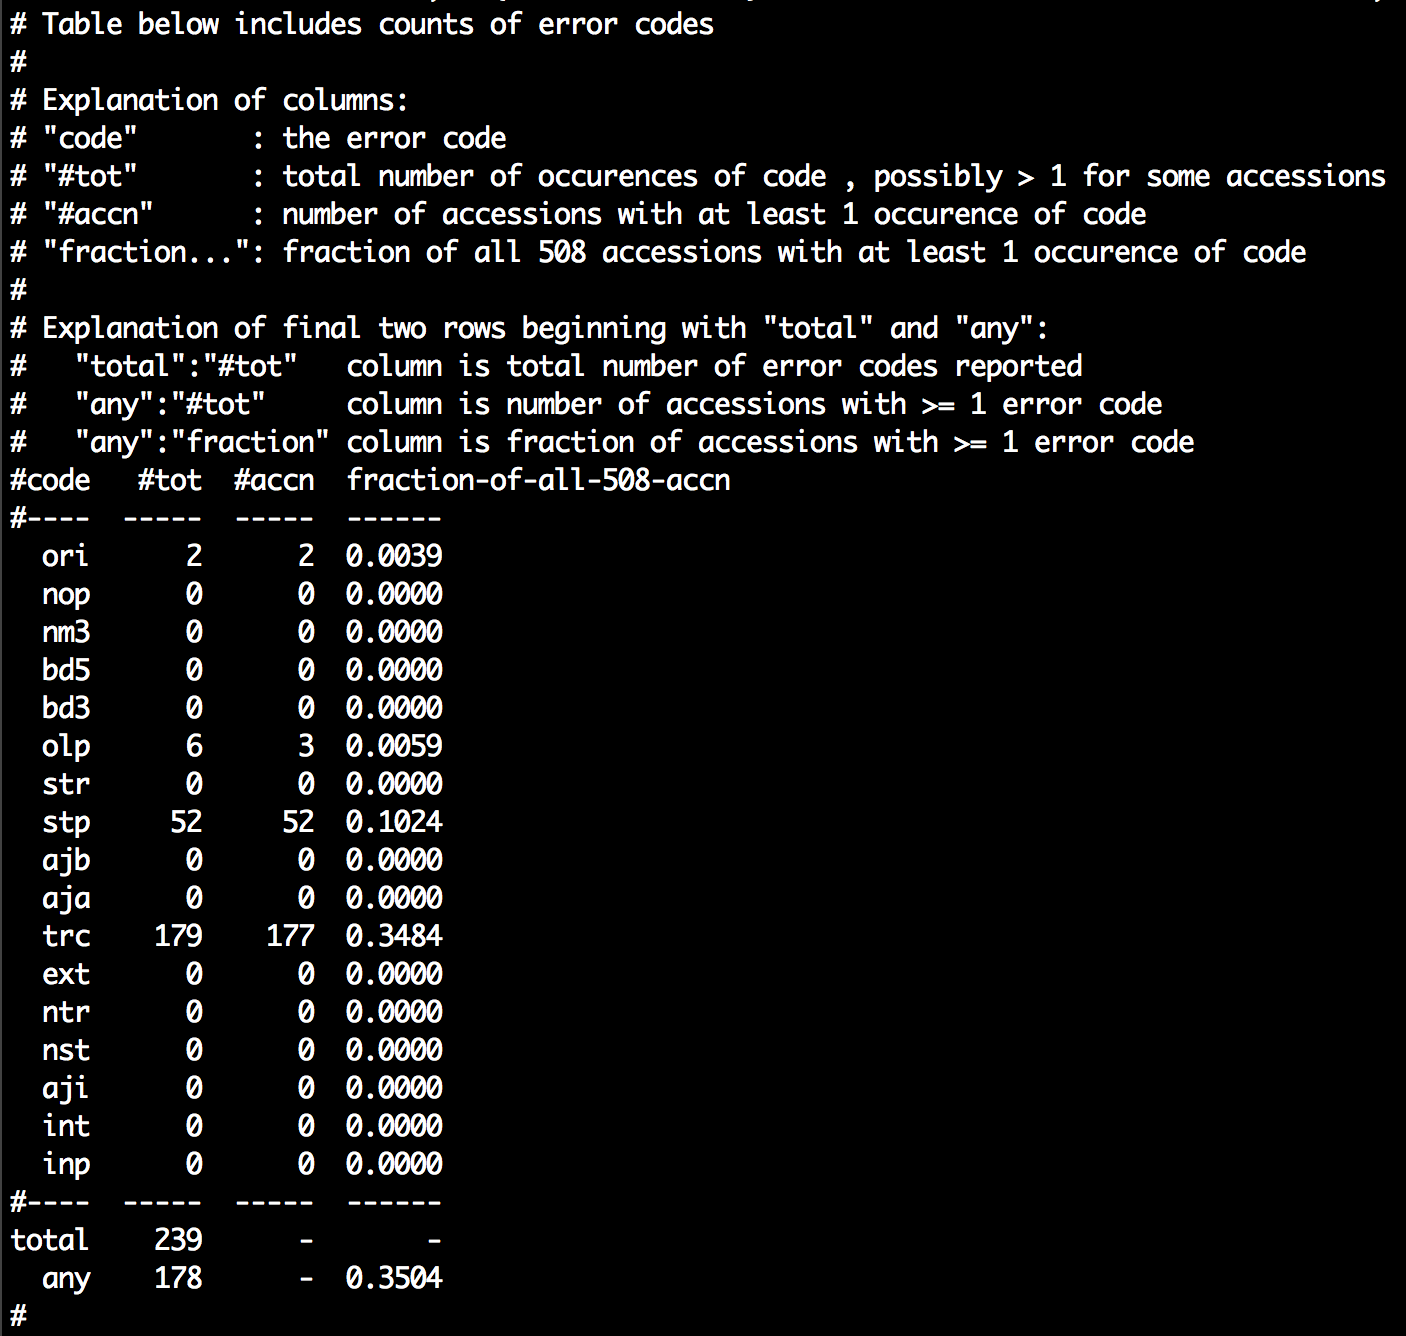 # Table below includes counts of error codes
#
# Explanation of columns:
# "code"       : the error code
# "#tot"       : total number of occurences of code , possibly > 1 for some accessions
# "#accn"      : number of accessions with at least 1 occurence of code
# "fraction...": fraction of all 508 accessions with at least 1 occurence of code
#
# Explanation of final two rows beginning with "total" and "any":
#   "total":"#tot"   column is total number of error codes reported
#   "any":"#tot"     column is number of accessions with >= 1 error code
#   "any":"fraction" column is fraction of accessions with >= 1 error code
#code   #tot  #accn  fraction-of-all-508-accn
#----  -----  -----  ------
  ori      2      2  0.0039
  nop      0      0  0.0000
  nm3      0      0  0.0000
  bd5      0      0  0.0000
  bd3      0      0  0.0000
  olp      6      3  0.0059
  str      0      0  0.0000
  stp     52     52  0.1024
  ajb      0      0  0.0000
  aja      0      0  0.0000
  trc    179    177  0.3484
  ext      0      0  0.0000
  ntr      0      0  0.0000
  nst      0      0  0.0000
  aji      0      0  0.0000
  int      0      0  0.0000
  inp      0      0  0.0000
#----  -----  -----  ------
total    239      -       -
  any    178      -  0.3504
#